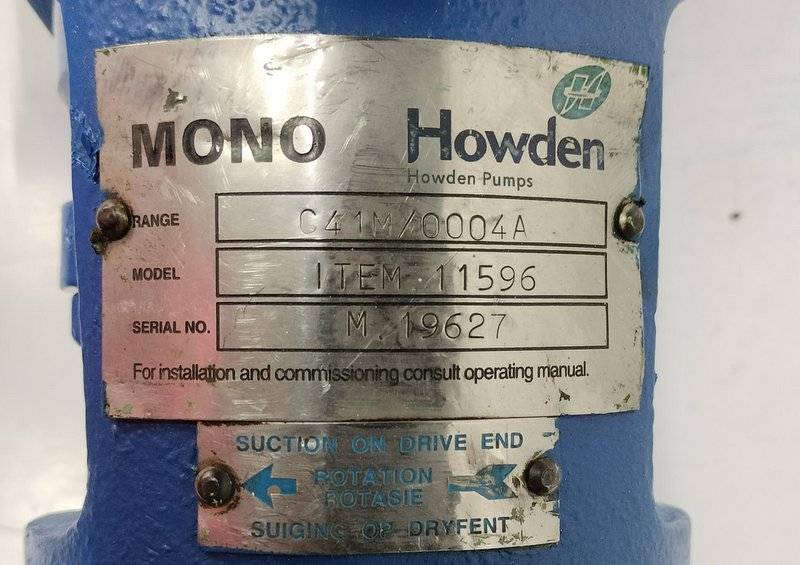 MONO Howden
Howden Pumps
RANGE C41M/0004A
MODEL ITEM 11596
SERIAL NO. M.19627
For installation and commissioning consult operating manual.
SUCTION ON DRIVE END
ROTATION
ROTASIE
SUIGING OP DRYFENT